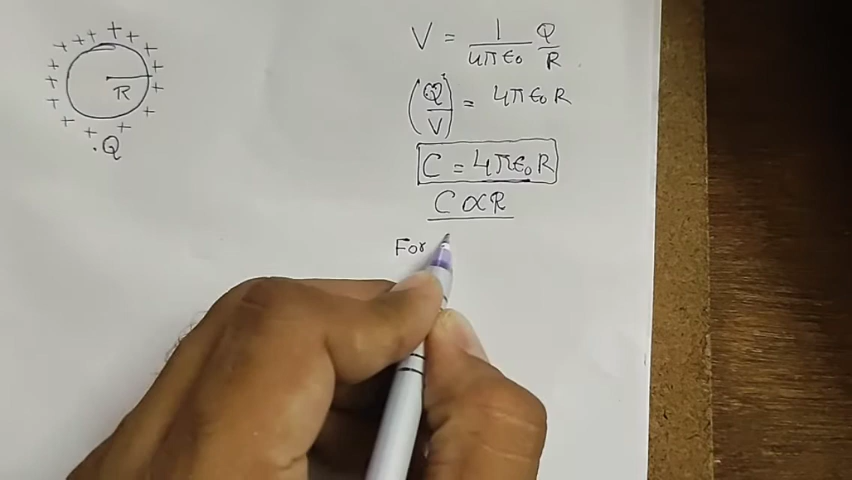 R
Q
V = 1/4πε₀ Q/R
(Q/V) = 4πε₀R
C = 4πε₀R
C ∝ R
For